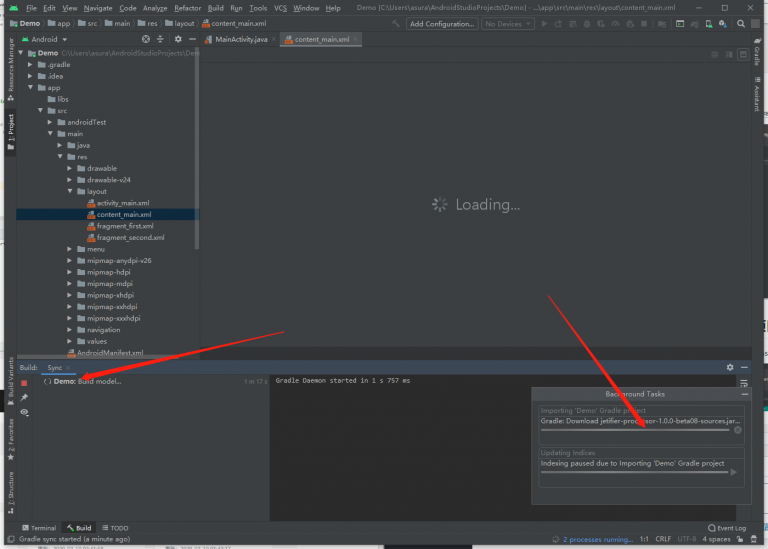 File Edit View Navigate Code Analyze Refactor Build Run Tools VCS Window Help Demo [C:\Users\asura\AndroidStudioProjects\Demo] - ...\app\src\main\res\layout\content_main.xml
Demo app src main res layout content_main.xml Add Configuration... No Devices
Android
MainActivity.java content_main.xml
Demo C:\Users\asura\AndroidStudioProjects\Dem
.gradle
.idea
app
libs
src
androidTest
main
java
res
drawable
drawable-v24
layout
activity_main.xml
content_main.xml
fragment_first.xml
fragment_second.xml
menu
mipmap-anydpi-v26
mipmap-hdpi
mipmap-mdpi
mipmap-xhdpi
mipmap-xxhdpi
mipmap-xxxhdpi
navigation
values
AndroidManifest.xml
Resource Manager
1: Project
Build Variants
2: Favorites
Z: Structure
Loading...
Gradle
Assistant
Build: Sync
Demo: Build model... 1 m 17 s
Gradle Daemon started in 1 s 757 ms
Background Tasks
Importing 'Demo' Gradle project
Gradle: Download jetifier-processor-1.0.0-beta08-sources.jar...
Updating Indices
Indexing paused due to Importing 'Demo' Gradle project
Terminal Build TODO Event Log
Gradle sync started (a minute ago) 2 processes running... 1:1 CRLF UTF-8 4 spaces